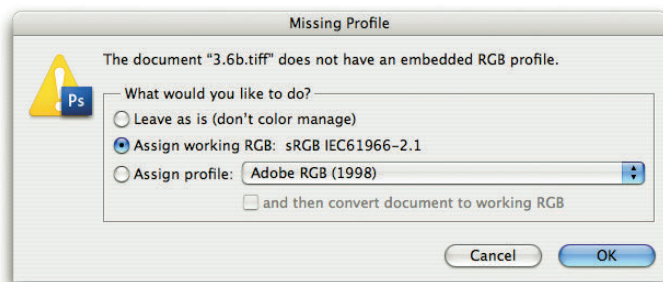 Missing Profile
The document “3.6b.tiff” does not have an embedded RGB profile.
Ps
What would you like to do?
Leave as is (don't color manage)
Assign working RGB: sRGB IEC61966-2.1
Assign profile: Adobe RGB (1998)
and then convert document to working RGB
Cancel OK